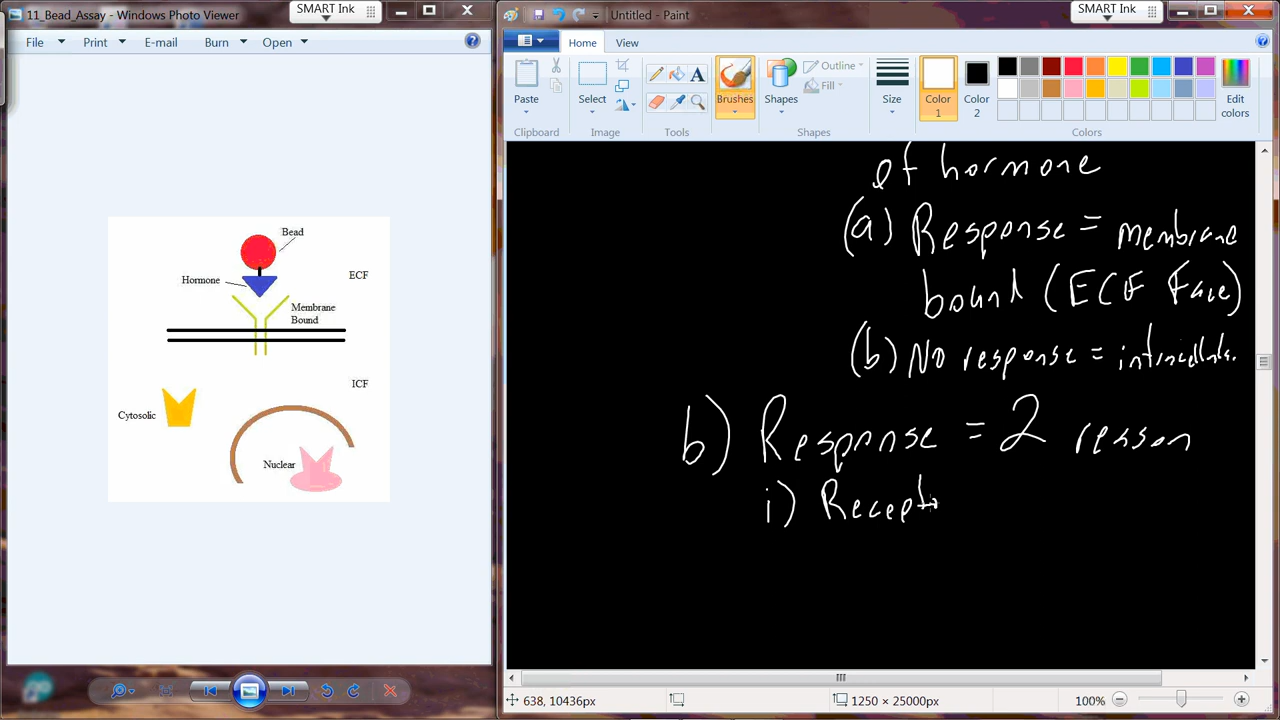 11_Bead_Assay - Windows Photo Viewer
SMART Ink
File Print E-mail Burn Open
Bead
Hormone
ECF
Membrane
Bound
ICF
Cytosolic
Nuclear
Untitled - Paint
SMART Ink
Home View
Paste
Select
Brushes
Shapes
Outline
Fill
Size
Color
1
Color
2
Edit
colors
Clipboard Image Tools Shapes Colors
of hormone
(a) Response = membrane
bound (ECF Face)
(b) No response =
b) Response = 2 reason
i) Recept
638, 10436px
1250 × 25000px
100%